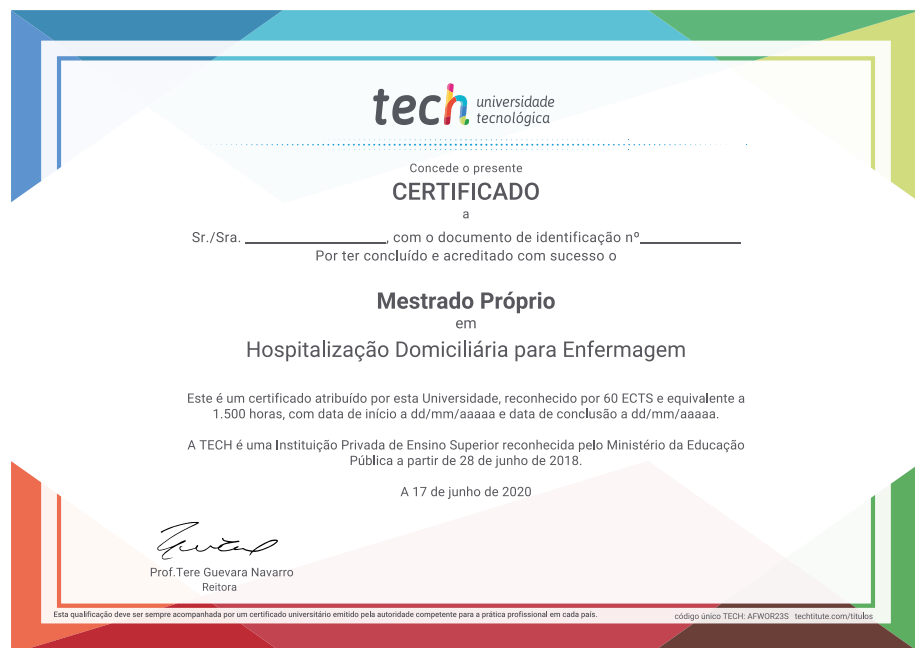 tech universidade
tecnológica
Concede o presente
CERTIFICADO
a
Sr./Sra. ______________, com o documento de identificação nº__________
Por ter concluído e acreditado com sucesso o
Mestrado Próprio
em
Hospitalização Domiciliária para Enfermagem
Este é um certificado atribuído por esta Universidade, reconhecido por 60 ECTS e equivalente a
1.500 horas, com data de início a dd/mm/aaaaa e data de conclusão a dd/mm/aaaaa.
A TECH é uma Instituição Privada de Ensino Superior reconhecida pelo Ministério da Educação
Pública a partir de 28 de junho de 2018.
A 17 de junho de 2020
Prof.Tere Guevara Navarro
Reitora
Esta qualificação deve ser sempre acompanhada por um certificado universitário emitido pela autoridade competente para a prática profissional em cada país.
código único TECH: AFWOR23S techtitute.com/titulos